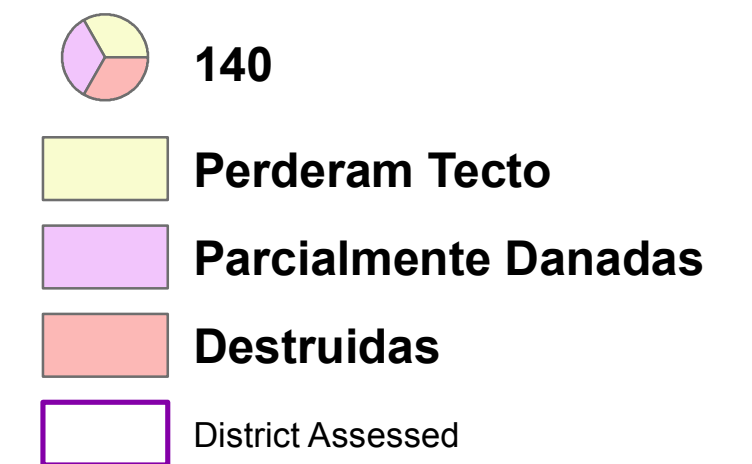 140
Perderam Tecto
Parcialmente Danadas
Destruidas
District Assessed